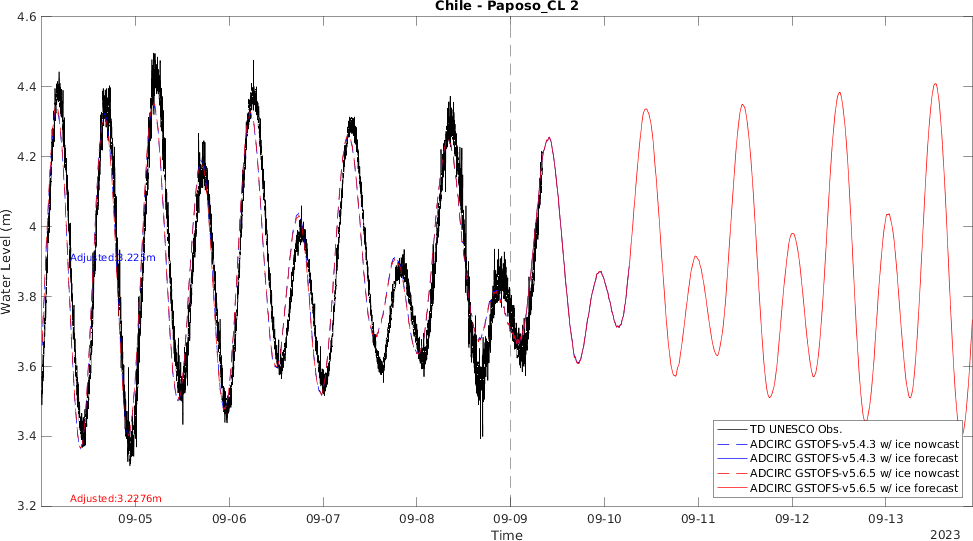 Chile - Paposo_CL 2
4.6
4.4
4.2
4
3.8
3.6
3.4
3.2
Water Level (m)
Adjusted:3.225m
Adjusted:3.2276m
TD UNESCO Obs.
ADCIRC GSTOFS-v5.4.3 w/ ice nowcast
ADCIRC GSTOFS-v5.4.3 w/ ice forecast
ADCIRC GSTOFS-v5.6.5 w/ ice nowcast
ADCIRC GSTOFS-v5.6.5 w/ ice forecast
09-05 09-06 09-07 09-08 09-09 09-10 09-11 09-12 09-13
Time
2023